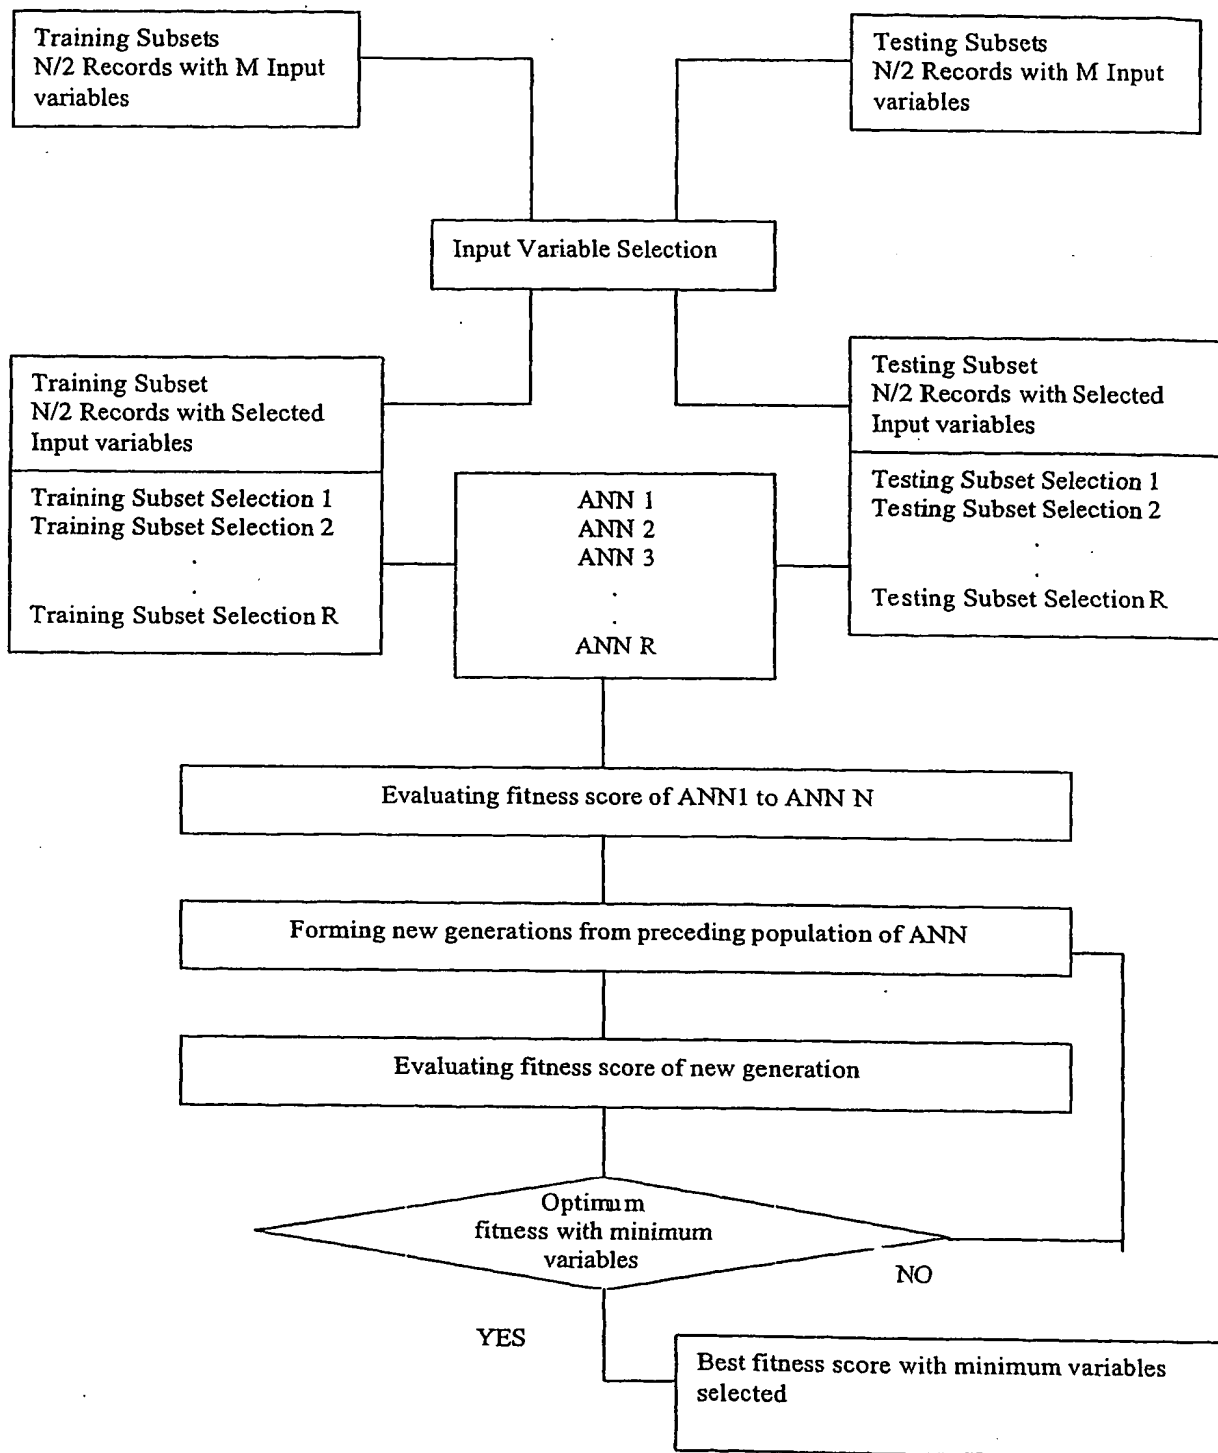 Training Subsets
N/2 Records with M Input
variables
Testing Subsets
N/2 Records with M Input
variables
Input Variable Selection
Training Subset
N/2 Records with Selected
Input variables
Testing Subset
N/2 Records with Selected
Input variables
Training Subset Selection 1
Training Subset Selection 2
.
.
Training Subset Selection R
ANN 1
ANN 2
ANN 3
.
.
ANN R
Testing Subset Selection 1
Testing Subset Selection 2
.
.
Testing Subset Selection R
Evaluating fitness score of ANN1 to ANN N
Forming new generations from preceding population of ANN
Evaluating fitness score of new generation
Optimum
fitness with minimum
variables
NO
YES
Best fitness score with minimum variables
selected